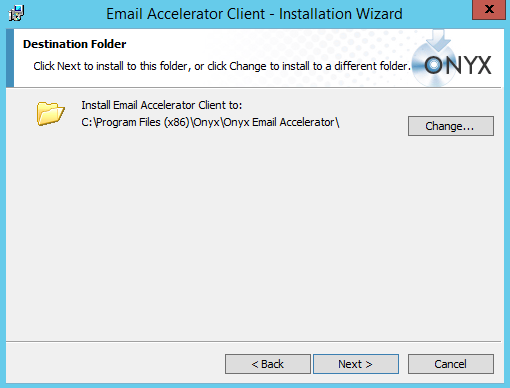 Email Accelerator Client - Installation Wizard
x
Destination Folder
Click Next to install to this folder, or click Change to install to a different folder.
ONYX
Install Email Accelerator Client to:
C:\Program Files (x86)\Onyx\Onyx Email Accelerator\
Change...
< Back
Next >
Cancel